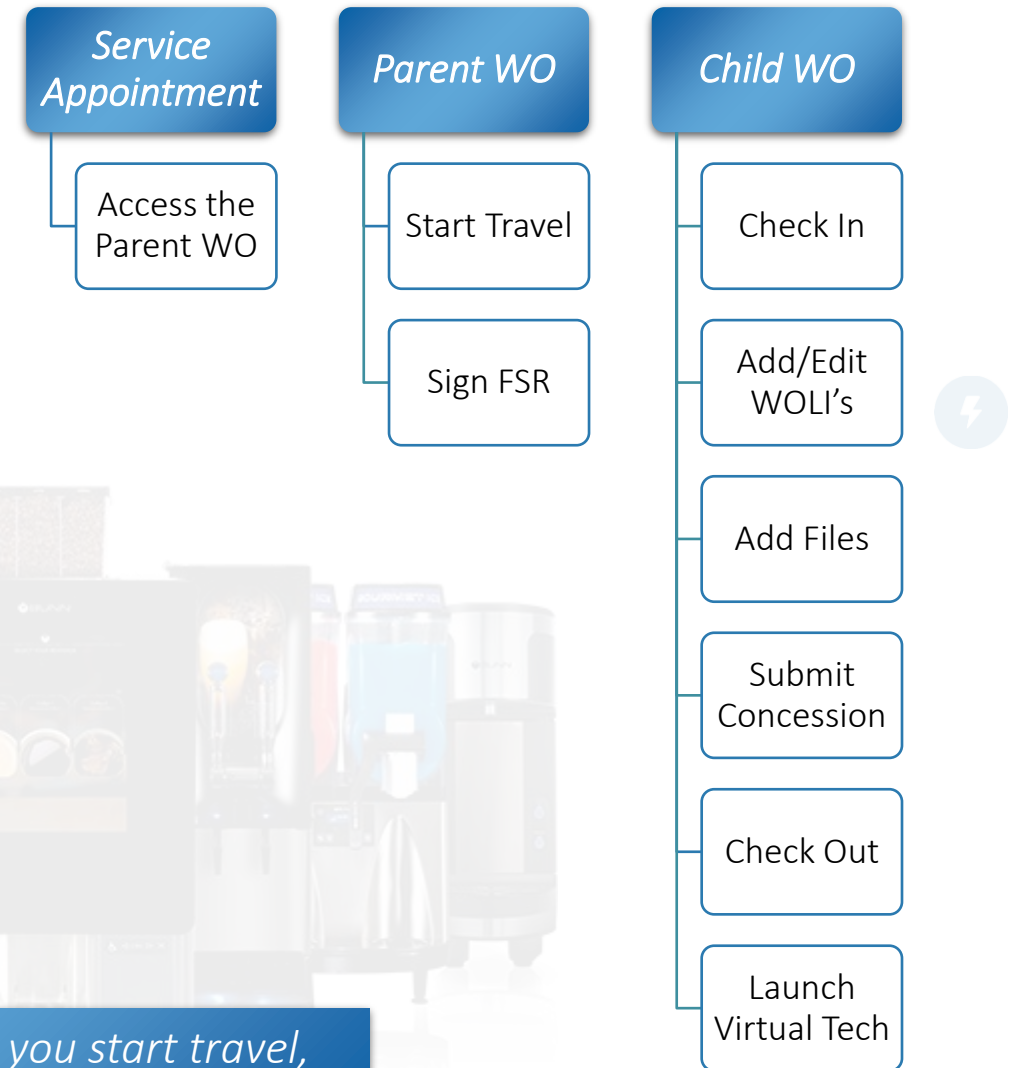 Service
Appointment
Access the
Parent WO
Parent WO
Start Travel
Sign FSR
Child WO
Check In
Add/Edit
WOLI’s
Add Files
Submit
Concession
Check Out
Launch
Virtual Tech
you start travel,